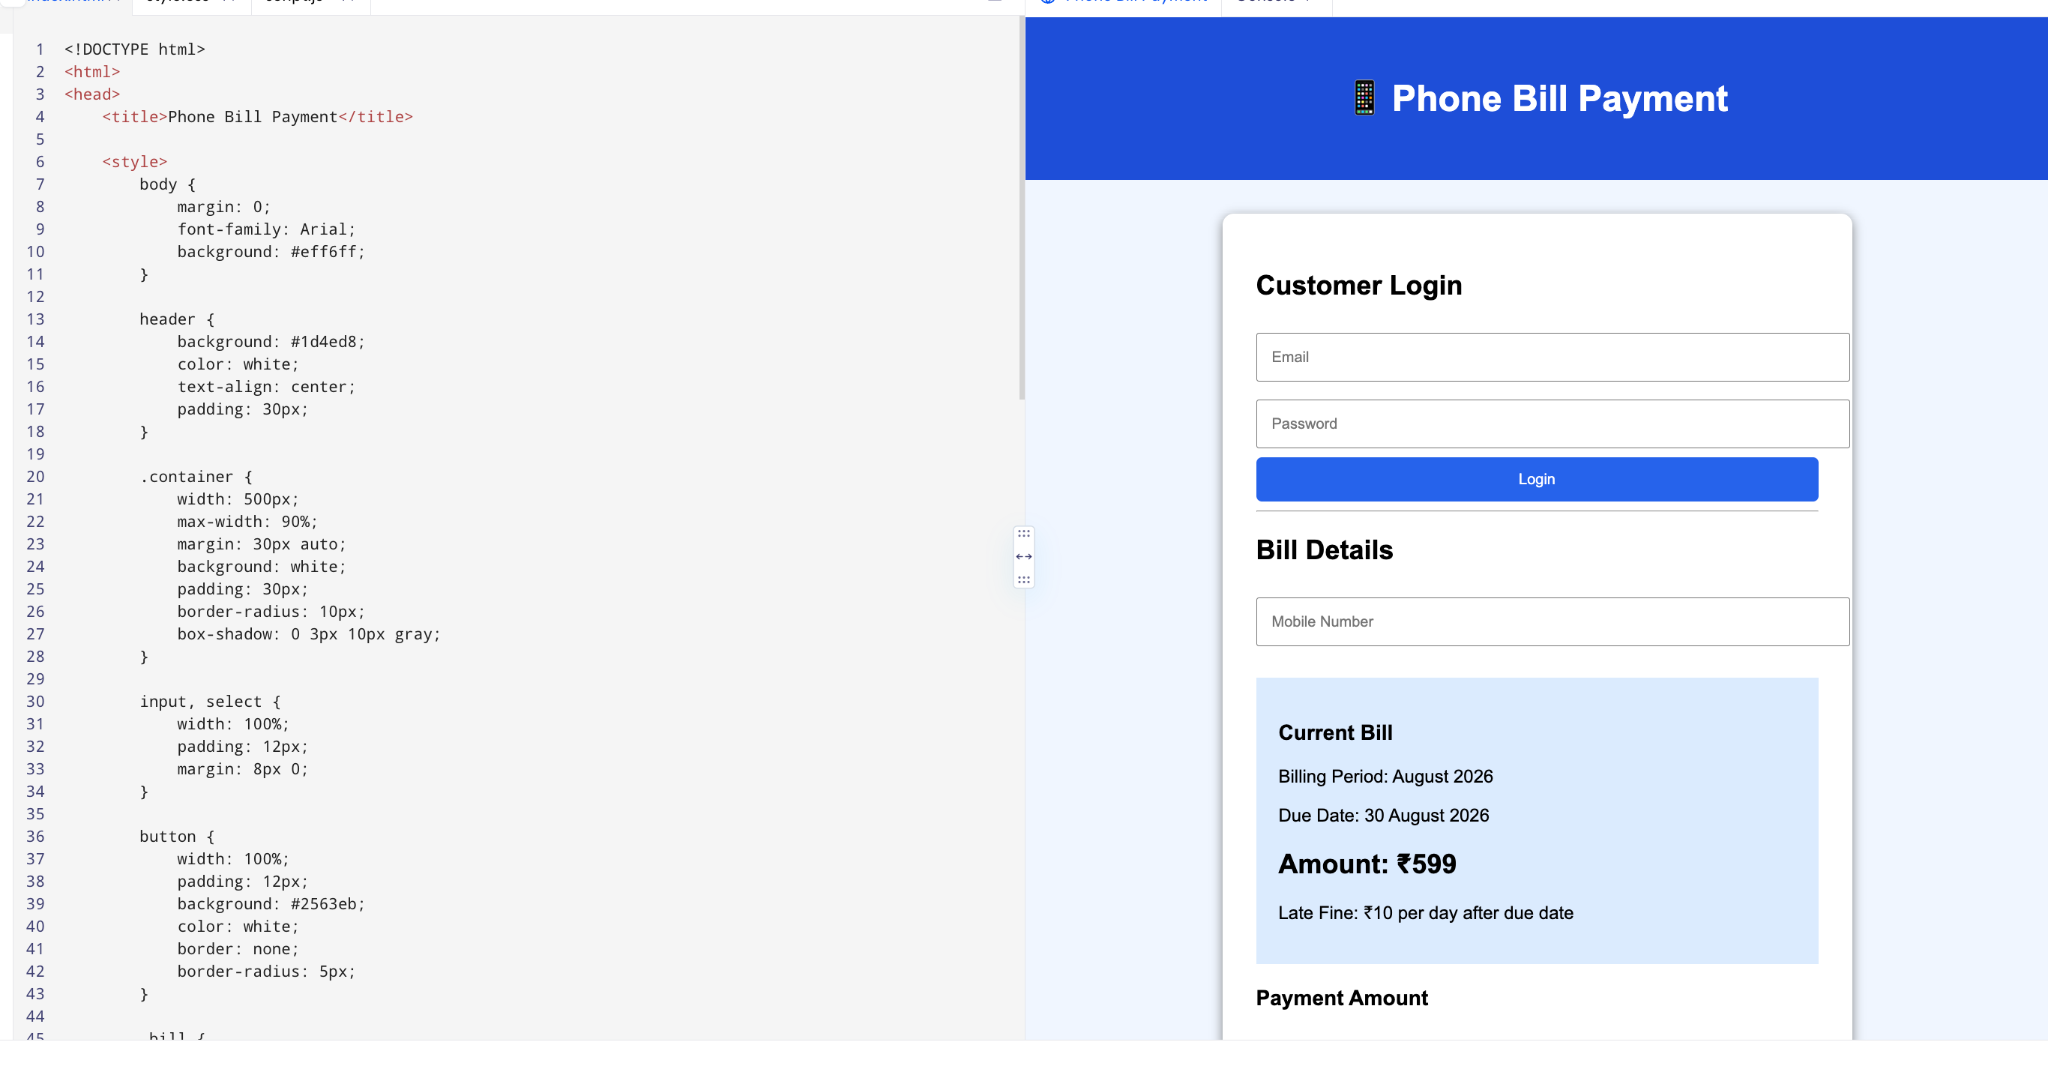 1 <!DOCTYPE html>
2 <html>
3 <head>
4 <title>Phone Bill Payment</title>
5
6 <style>
7 body {
8 margin: 0;
9 font-family: Arial;
10 background: #eff6ff;
11 }
12
13 header {
14 background: #1d4ed8;
15 color: white;
16 text-align: center;
17 padding: 30px;
18 }
19
20 .container {
21 width: 500px;
22 max-width: 90%;
23 margin: 30px auto;
24 background: white;
25 padding: 30px;
26 border-radius: 10px;
27 box-shadow: 0 3px 10px gray;
28 }
29
30 input, select {
31 width: 100%;
32 padding: 12px;
33 margin: 8px 0;
34 }
35
36 button {
37 width: 100%;
38 padding: 12px;
39 background: #2563eb;
40 color: white;
41 border: none;
42 border-radius: 5px;
43 }
44
Phone Bill Payment
Customer Login
Email
Password
Login
Bill Details
Mobile Number
Current Bill
Billing Period: August 2026
Due Date: 30 August 2026
Amount: ₹599
Late Fine: ₹10 per day after due date
Payment Amount